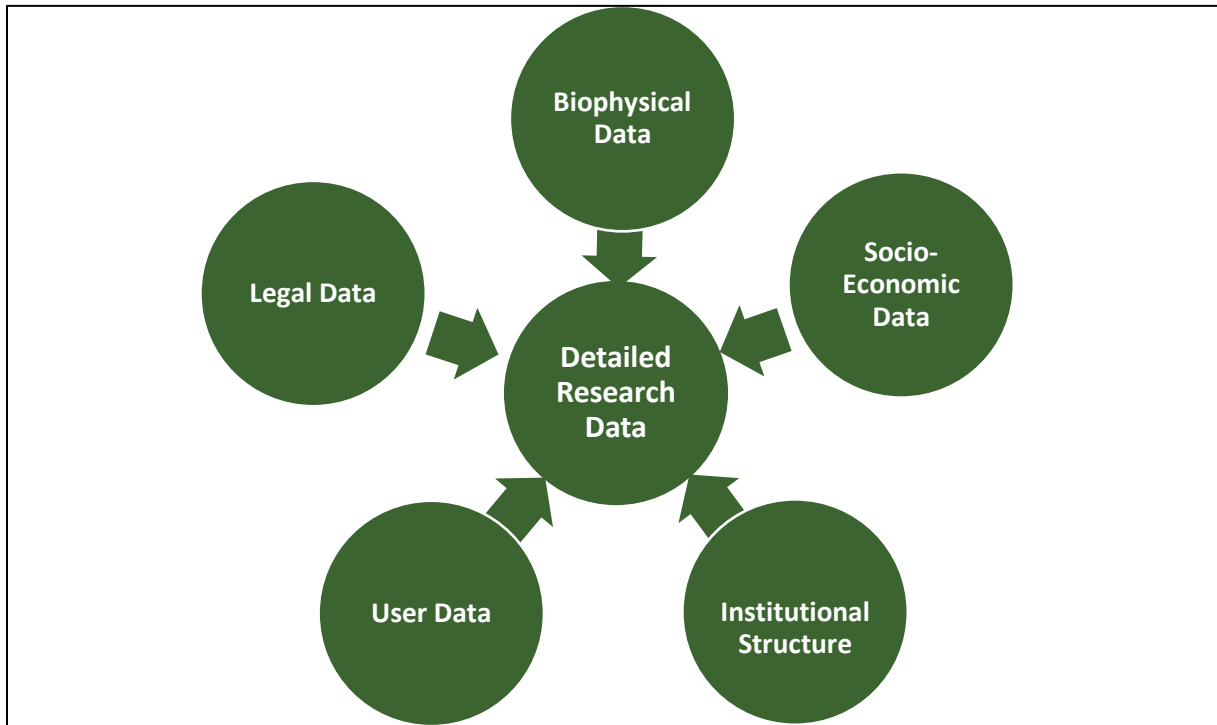 Biophysical
Data
Socio-
Economic
Data
Legal Data
Detailed
Research
Data
User Data
Institutional
Structure